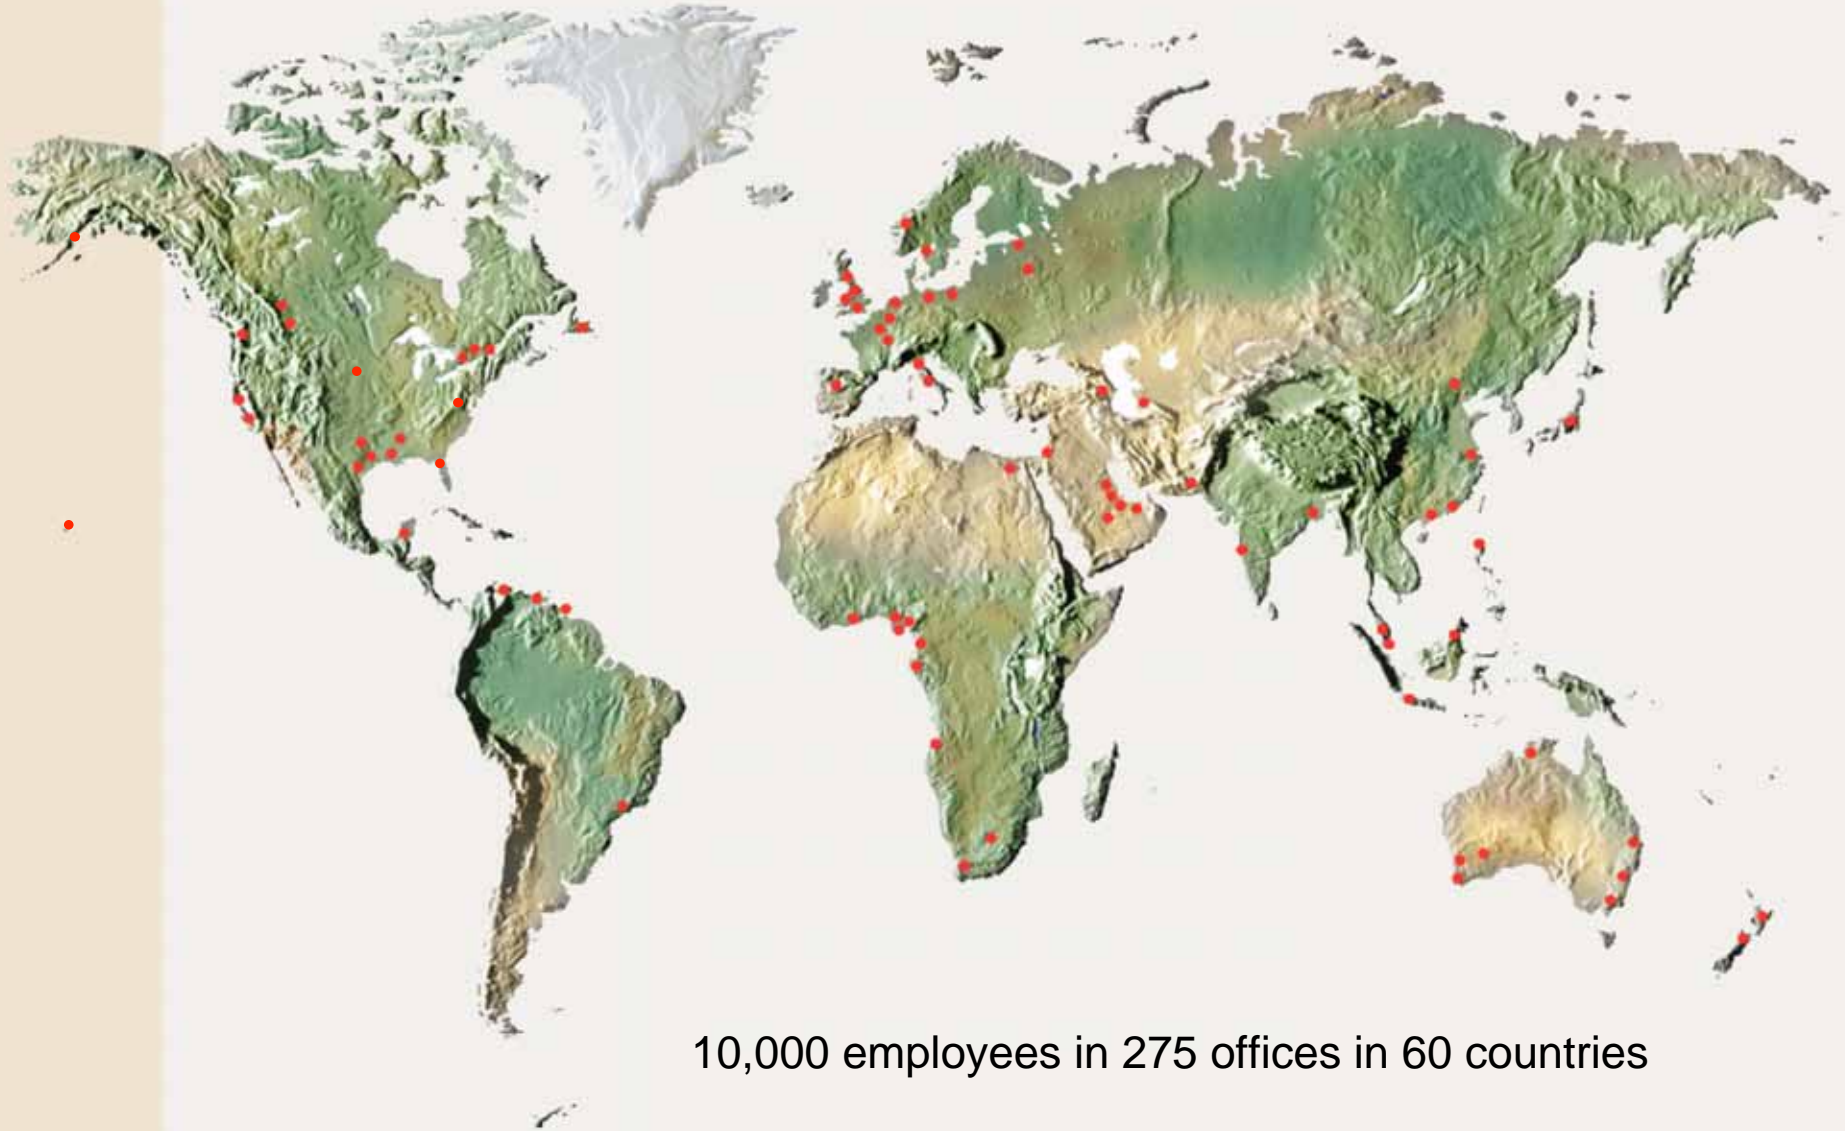 10,000 employees in 275 offices in 60 countries